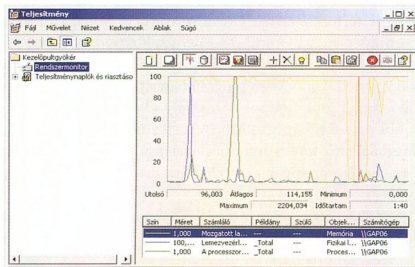 Teljesítmény
Fájl Művelet Nézet Kedvencek Ablak Súgó
Kezelőpultgyökér
Rendszermonitor
Teljesítménynaplók és riasztáso
100
80
60
40
20
0
Utolsó 96,003 Átlagos 114,155 Minimum 0,000
Maximum 2204,034 Időtartam 1:40
Szín Méret Számláló Példány Szülő Objek... Számítógép
1,000 Mozgatott la... --- --- Memória \\GAP06
100,... Lemezvezérl... _Total --- Fizikai l... \\GAP06
1,000 A processzor... _Total --- Proces... \\GAP06